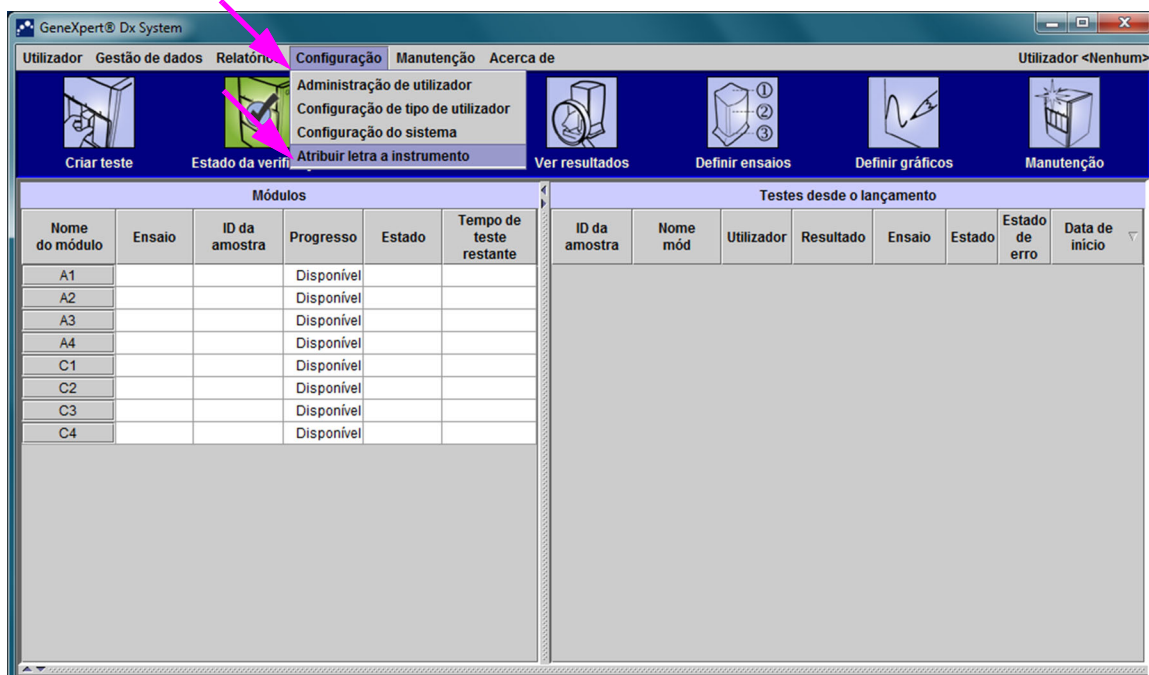 GeneXpert® Dx System
Utilizador Gestão de dados Relatórios Configuração Manutenção Acerca de Utilizador <Nenhum>
Administração de utilizador
Configuração de tipo de utilizador
Configuração do sistema
Atribuir letra a instrumento
①
②
③
Criar teste Estado da Ver resultados Definir ensaios Definir gráficos Manutenção
Módulos
Nome do módulo Ensaio ID da amostra Progresso Estado Tempo de teste restante
A1 Disponível
A2 Disponível
A3 Disponível
A4 Disponível
C1 Disponível
C2 Disponível
C3 Disponível
C4 Disponível
Testes desde o lançamento
ID da amostra Nome mód Utilizador Resultado Ensaio Estado Estado de erro Data de início